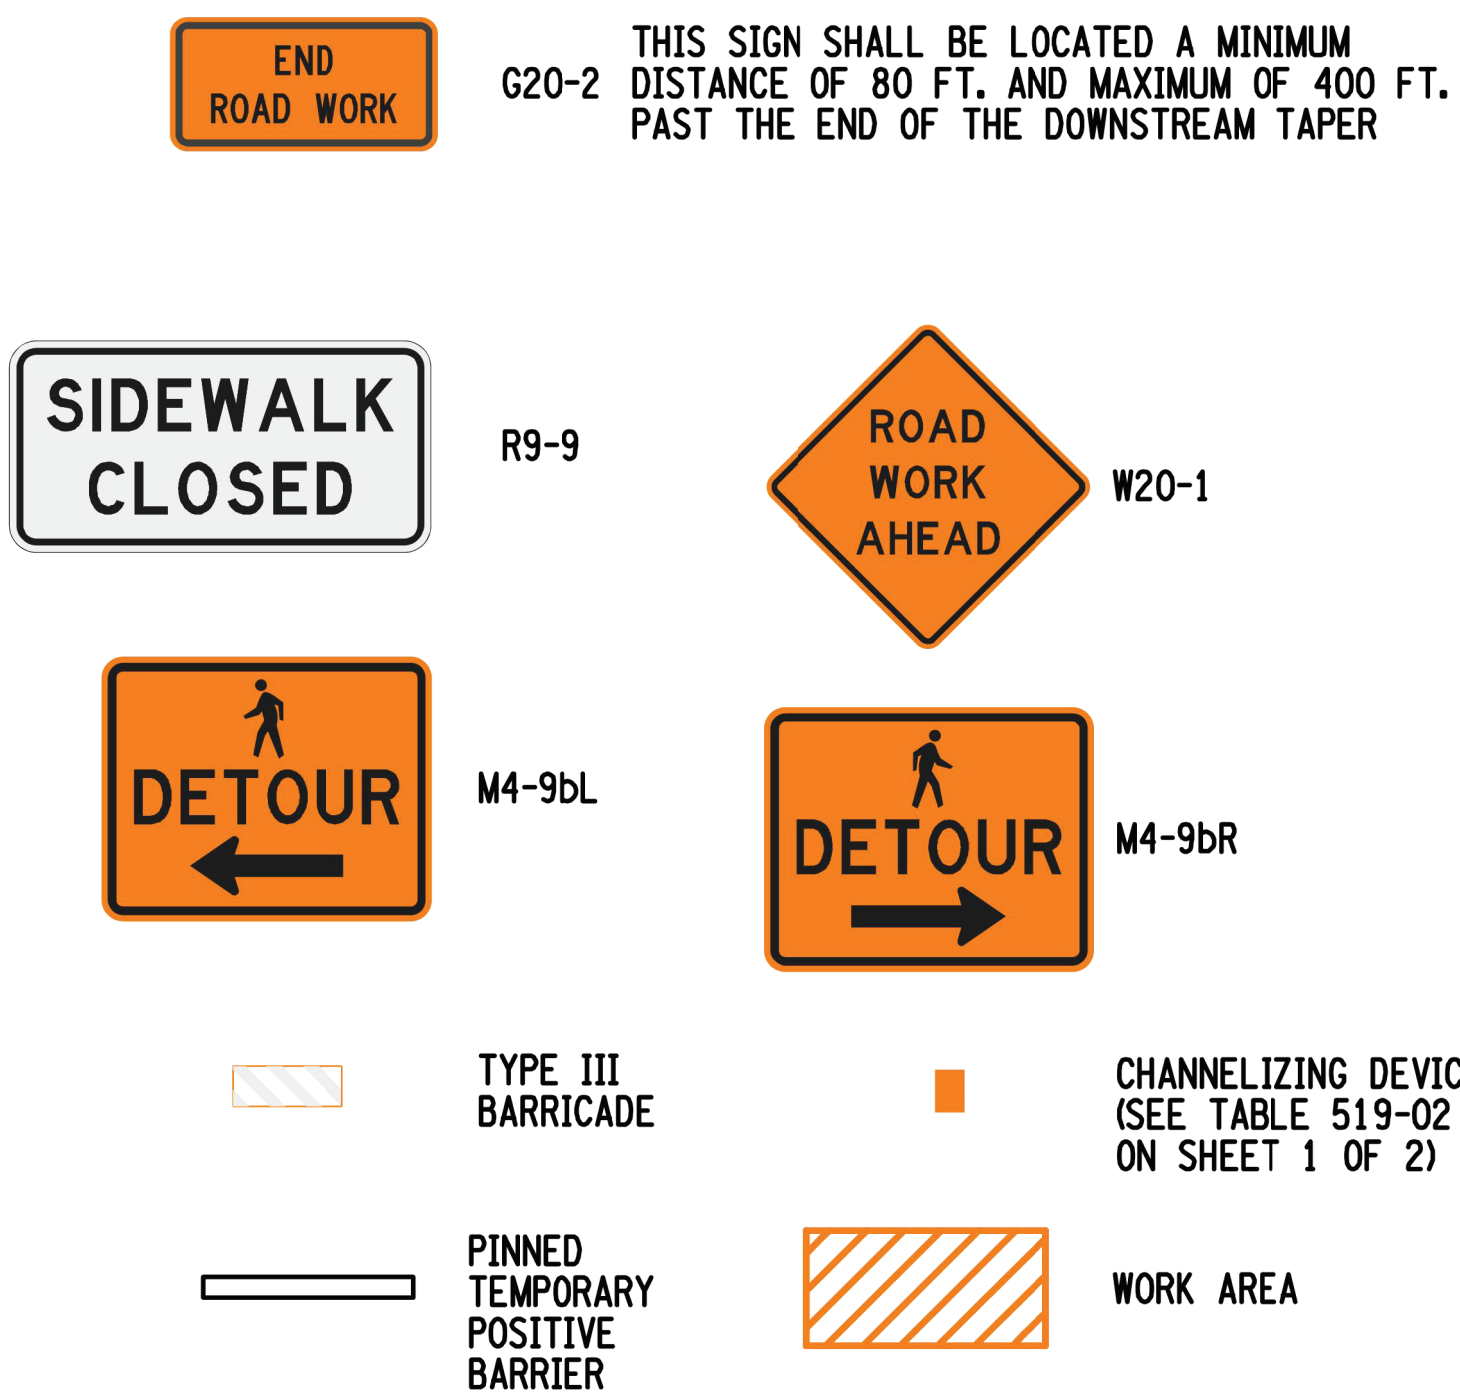 END
ROAD WORK
G20-2
THIS SIGN SHALL BE LOCATED A MINIMUM
DISTANCE OF 80 FT. AND MAXIMUM OF 400 FT.
PAST THE END OF THE DOWNSTREAM TAPER
SIDEWALK
CLOSED
R9-9
ROAD
WORK
AHEAD
W20-1
DETOUR
M4-9bL
DETOUR
M4-9bR
TYPE III
BARRICADE
CHANNELIZING DEVIC
(SEE TABLE 519-02
ON SHEET 1 OF 2)
PINNED
TEMPORARY
POSITIVE
BARRIER
WORK AREA